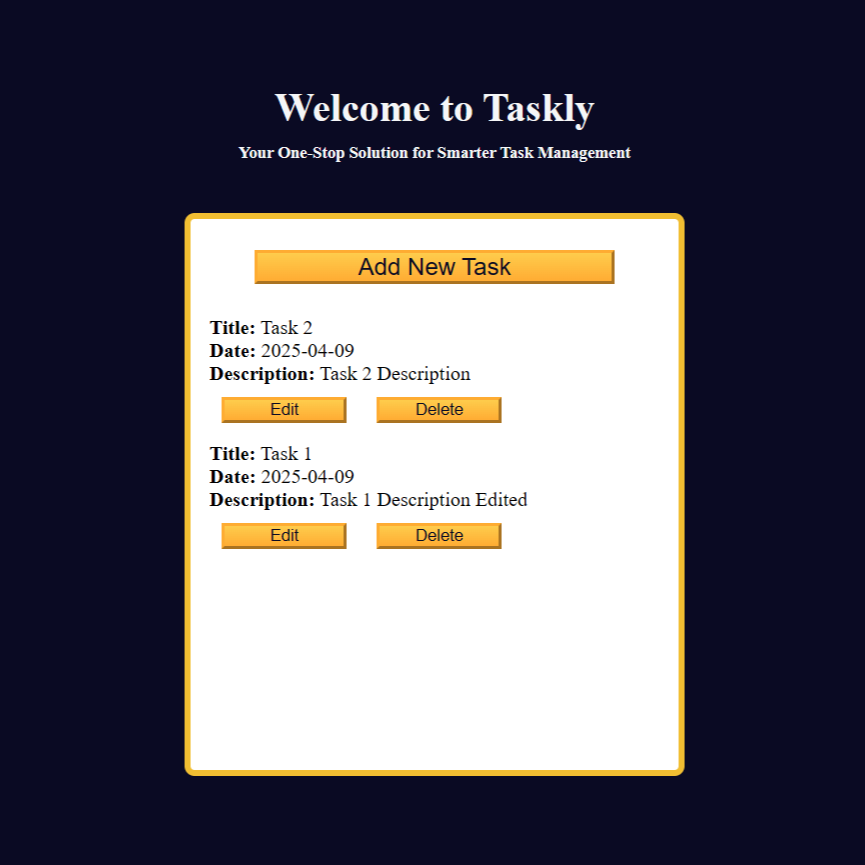 Welcome to Taskly
Your One-Stop Solution for Smarter Task Management
Add New Task
Title: Task 2
Date: 2025-04-09
Description: Task 2 Description
Edit Delete
Title: Task 1
Date: 2025-04-09
Description: Task 1 Description Edited
Edit Delete